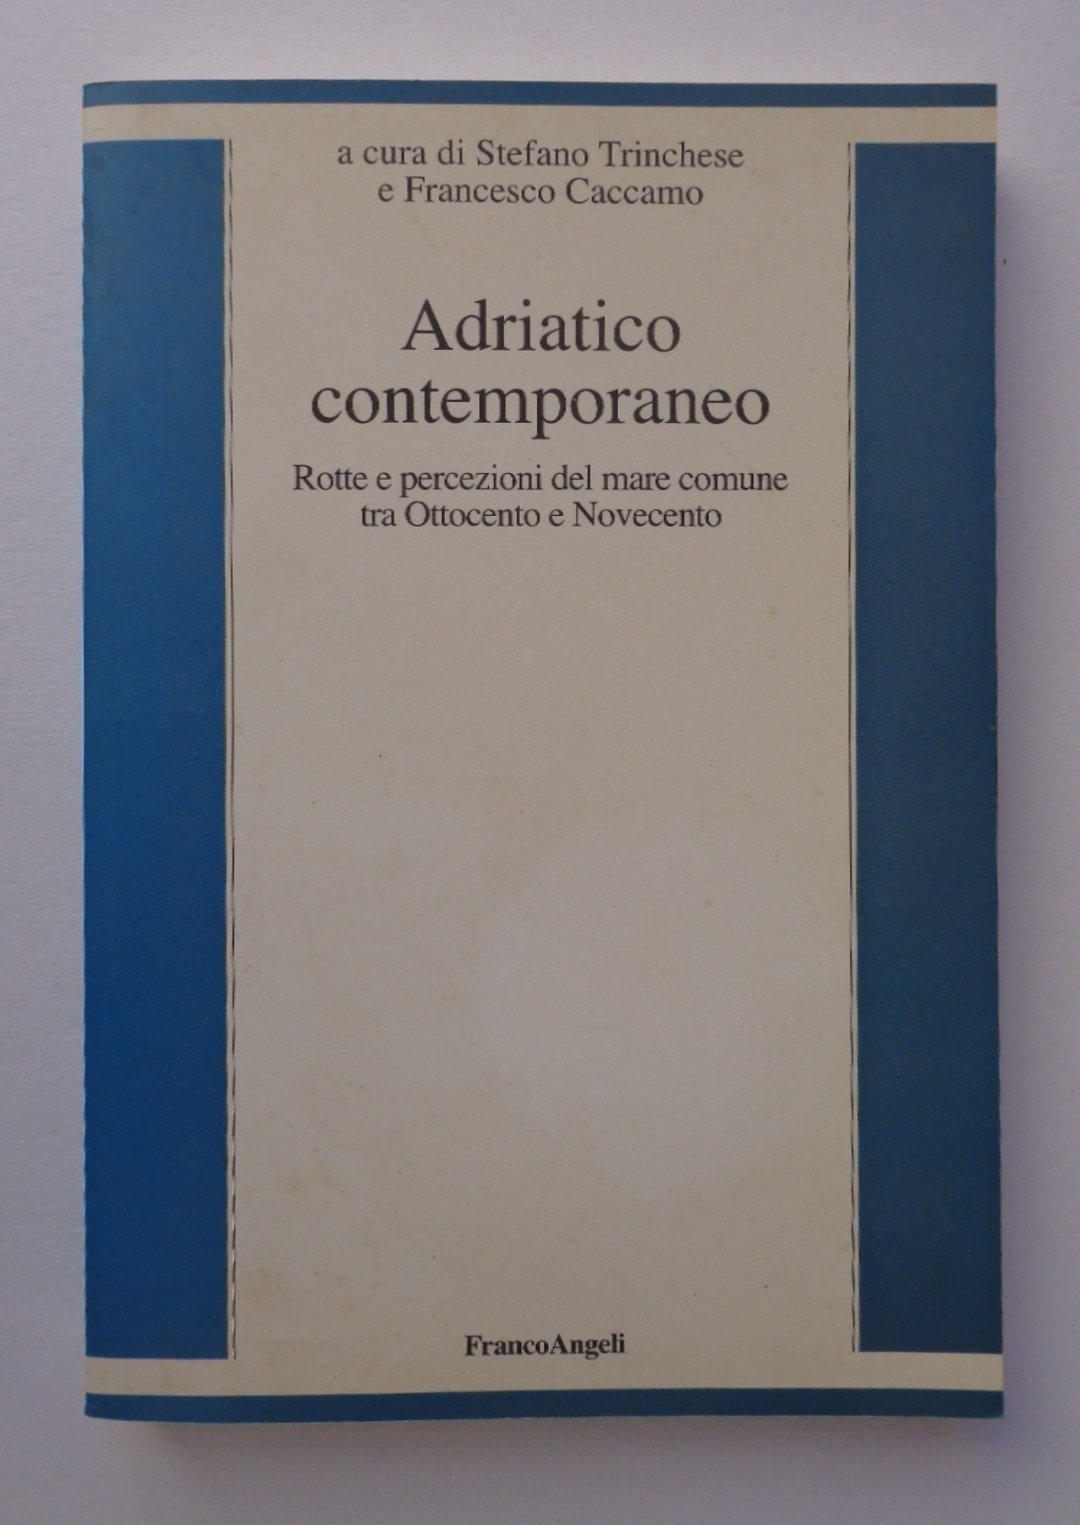 a cura di Stefano Trinchese
e Francesco Caccamo
Adriatico
contemporaneo
Rotte e percezioni del mare comune
tra Ottocento e Novecento
FrancoAngeli